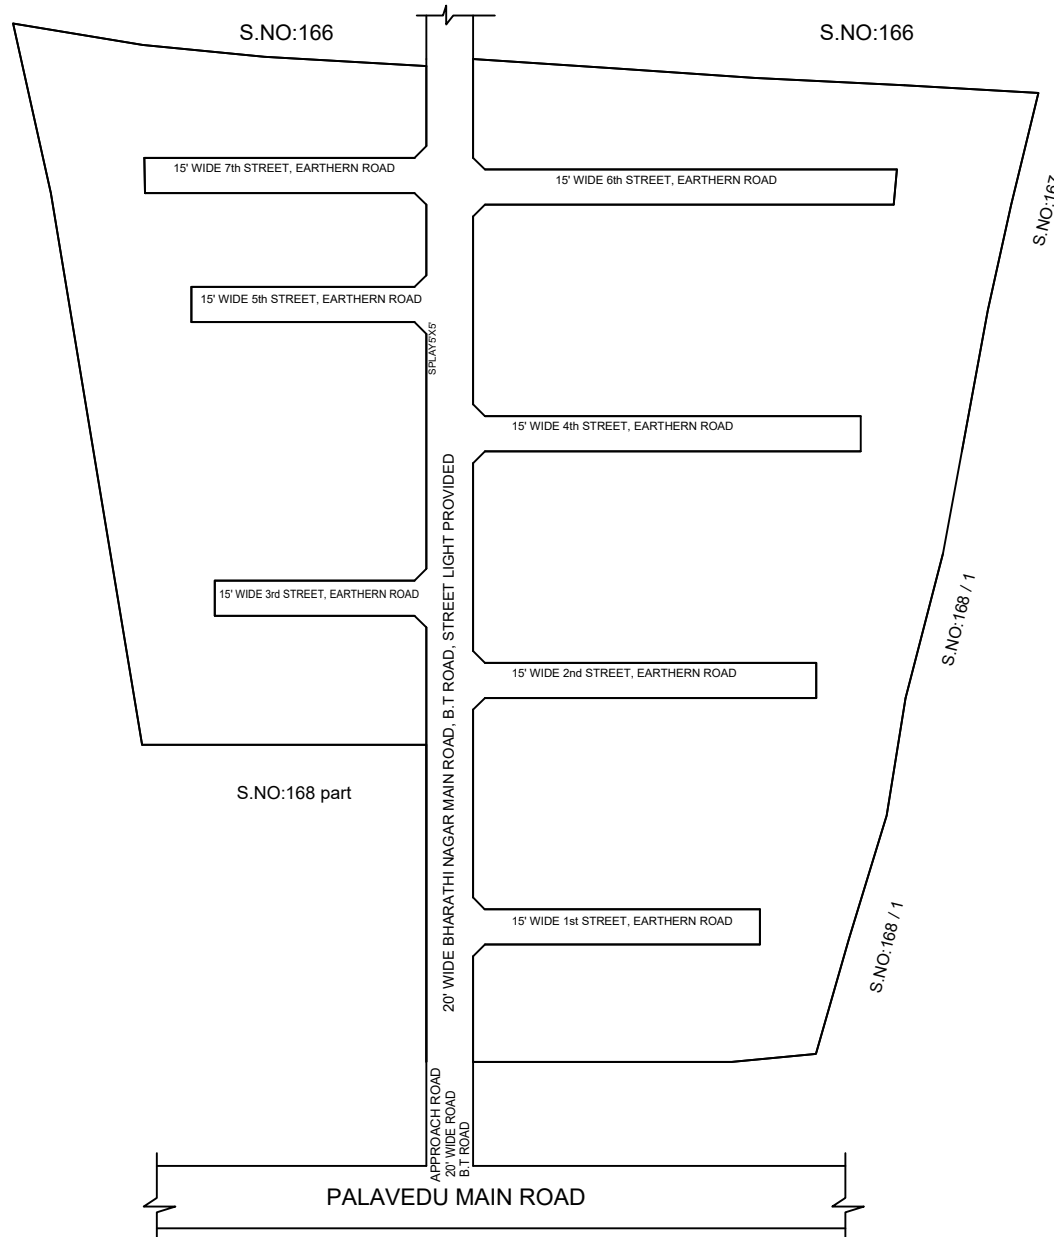 S.NO:166
S.NO:166
15' WIDE 7th STREET, EARTHERN ROAD
15' WIDE 6th STREET, EARTHERN ROAD
S.NO:167
15' WIDE 5th STREET, EARTHERN ROAD
SPLAY5'X5'
15' WIDE 4th STREET, EARTHERN ROAD
20' WIDE BHARATHI NAGAR MAIN ROAD, B.T ROAD, STREET LIGHT PROVIDED
15' WIDE 3rd STREET, EARTHERN ROAD
S.NO:168 / 1
15' WIDE 2nd STREET, EARTHERN ROAD
S.NO:168 part
15' WIDE 1st STREET, EARTHERN ROAD
S.NO:168 / 1
APPROACH ROAD
20' WIDE ROAD
B.T ROAD
PALAVEDU MAIN ROAD